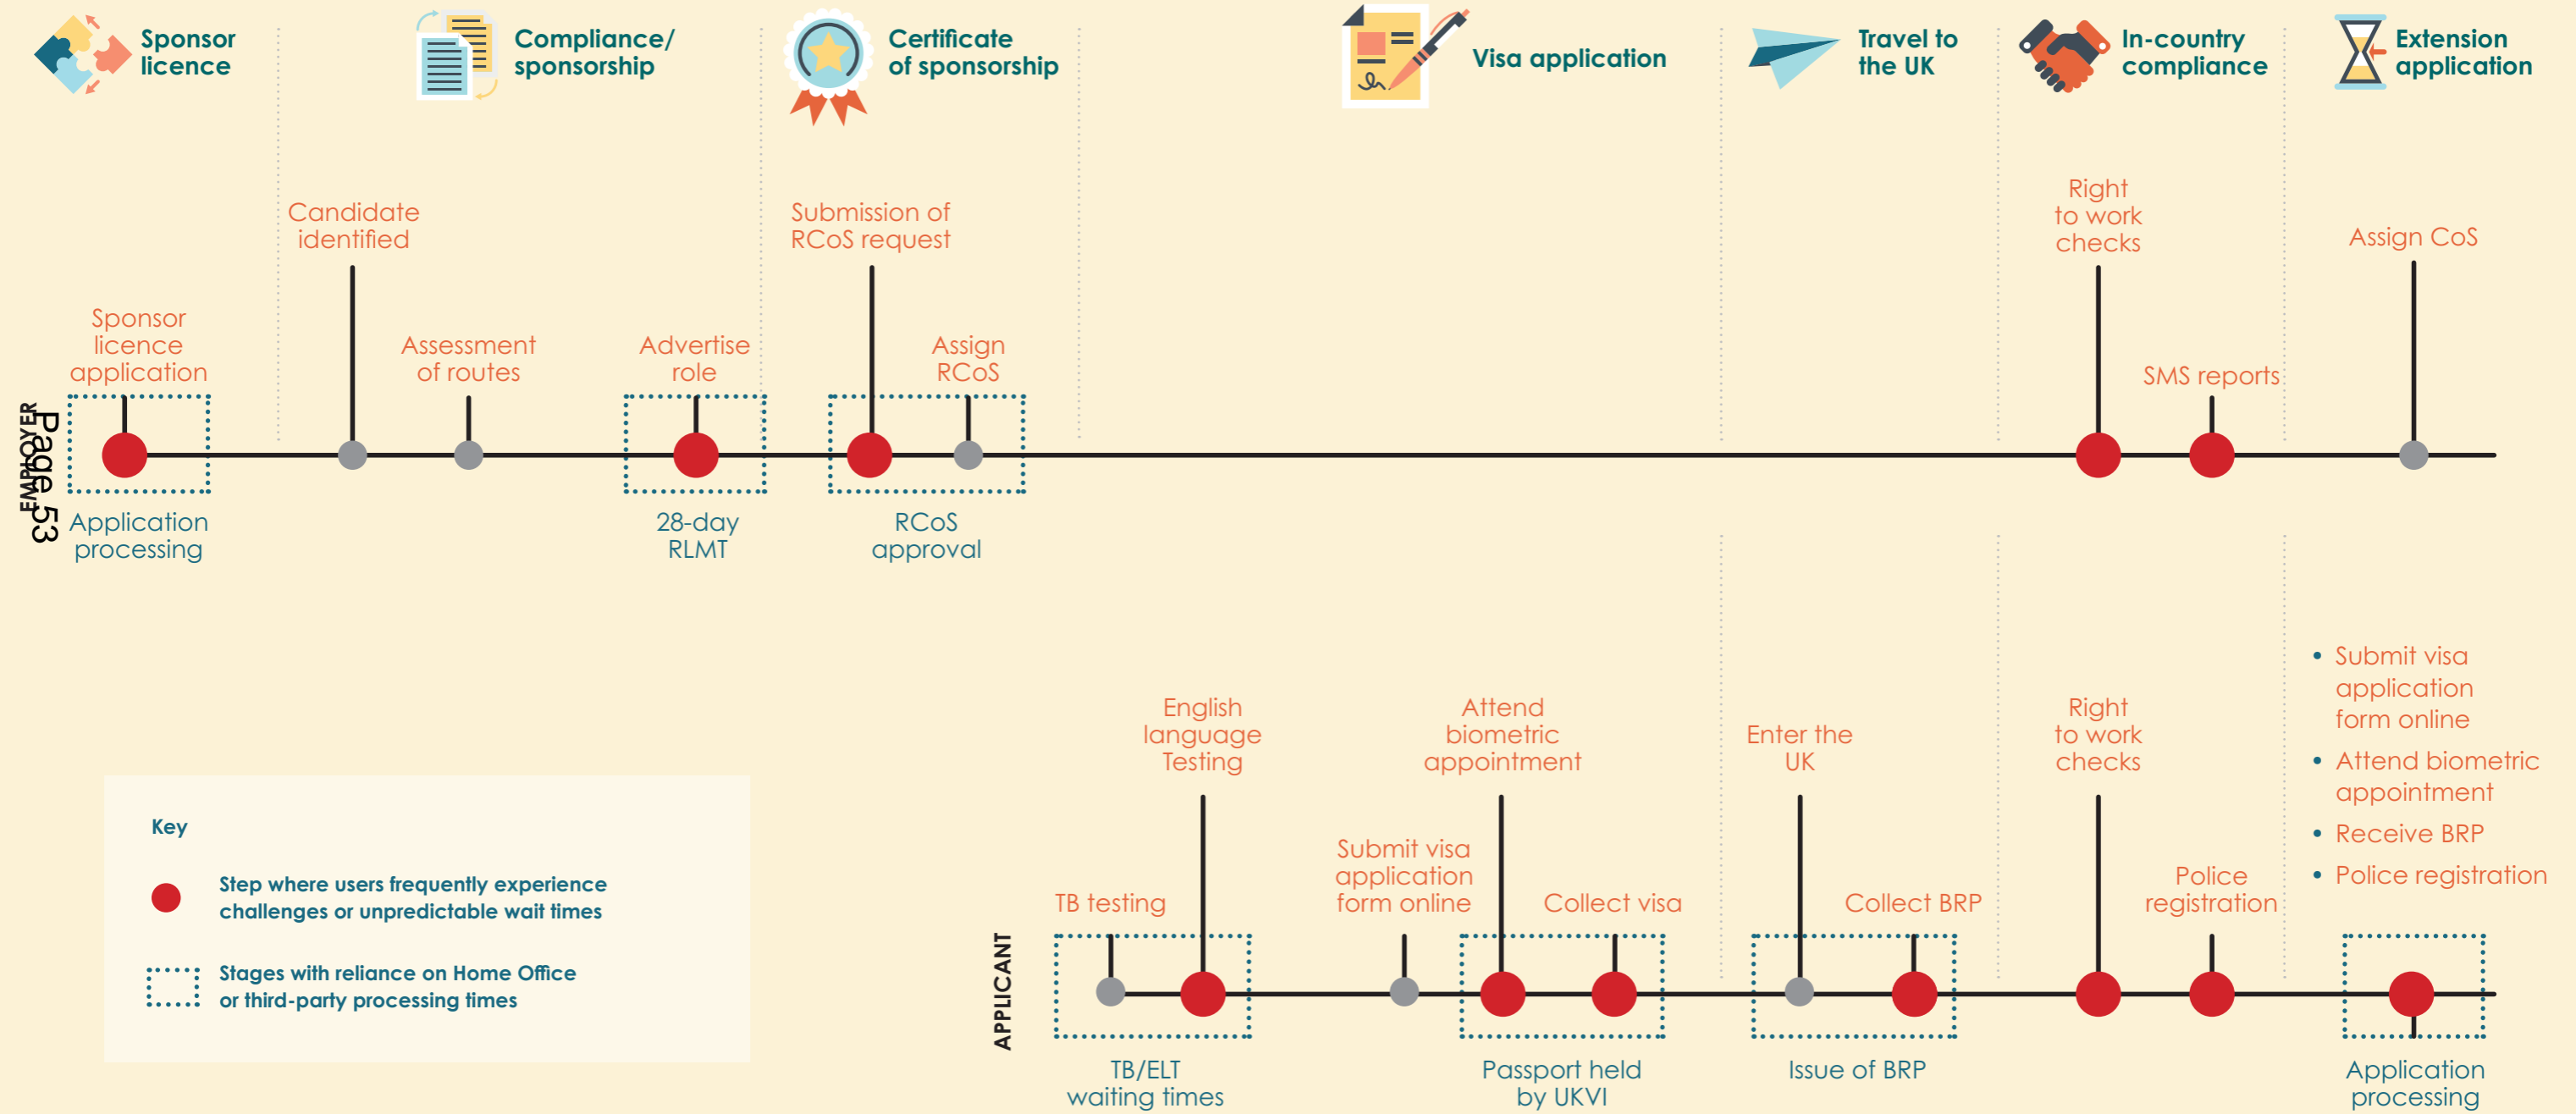 Sponsor
licence
Compliance/
sponsorship
Certificate
of sponsorship
Visa application
Travel to
the UK
In-country
compliance
Extension
application
EMPLOYER
Page 53
Sponsor
licence
application
Candidate
identified
Assessment
of routes
Advertise
role
Submission of
RCoS request
Assign
RCoS
Right
to work
checks
SMS reports
Assign CoS
Application
processing
28-day
RLMT
RCoS
approval
Key
Step where users frequently experience
challenges or unpredictable wait times
Stages with reliance on Home Office
or third-party processing times
APPLICANT
TB testing
English
language
Testing
Submit visa
application
form online
Attend
biometric
appointment
Collect visa
Enter the
UK
Collect BRP
Right
to work
checks
Police
registration
• Submit visa
application
form online
• Attend biometric
appointment
• Receive BRP
• Police registration
TB/ELT
waiting times
Passport held
by UKVI
Issue of BRP
Application
processing